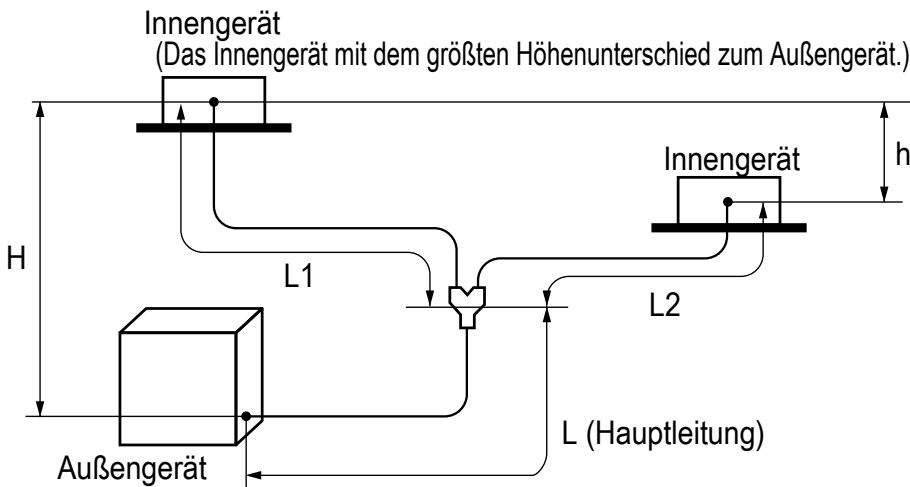 Innengerät
(Das Innengerät mit dem größten Höhenunterschied zum Außengerät.)
Innengerät
h
H
L1
L2
L (Hauptleitung)
Außengerät